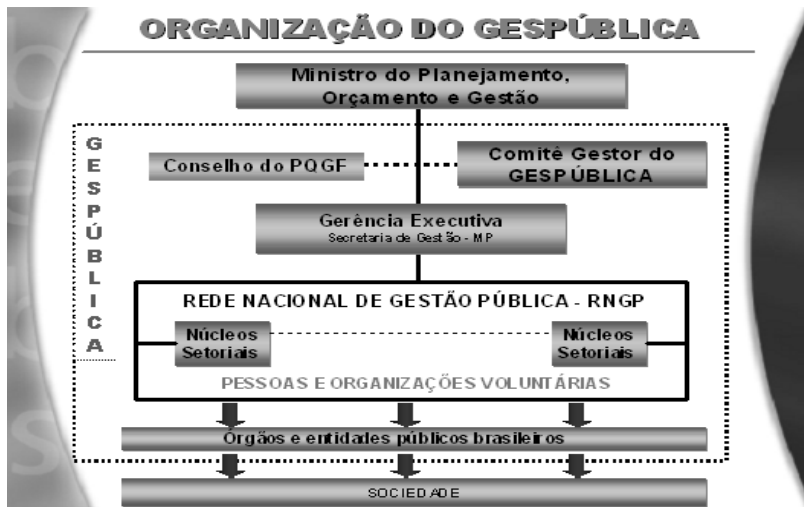 ORGANIZAÇÃO DO GESPÚBLICA
Ministro do Planejamento,
Orçamento e Gestão
GESPÚBLICA
Conselho do PQGF
Comitê Gestor do
GESPÚBLICA
Gerência Executiva
Secretaria de Gestão - MP
REDE NACIONAL DE GESTÃO PÚBLICA - RNGP
Núcleos
Setoriais
Núcleos
Setoriais
PESSOAS E ORGANIZAÇÕES VOLUNTÁRIAS
Órgãos e entidades públicos brasileiros
SOCIEDADE